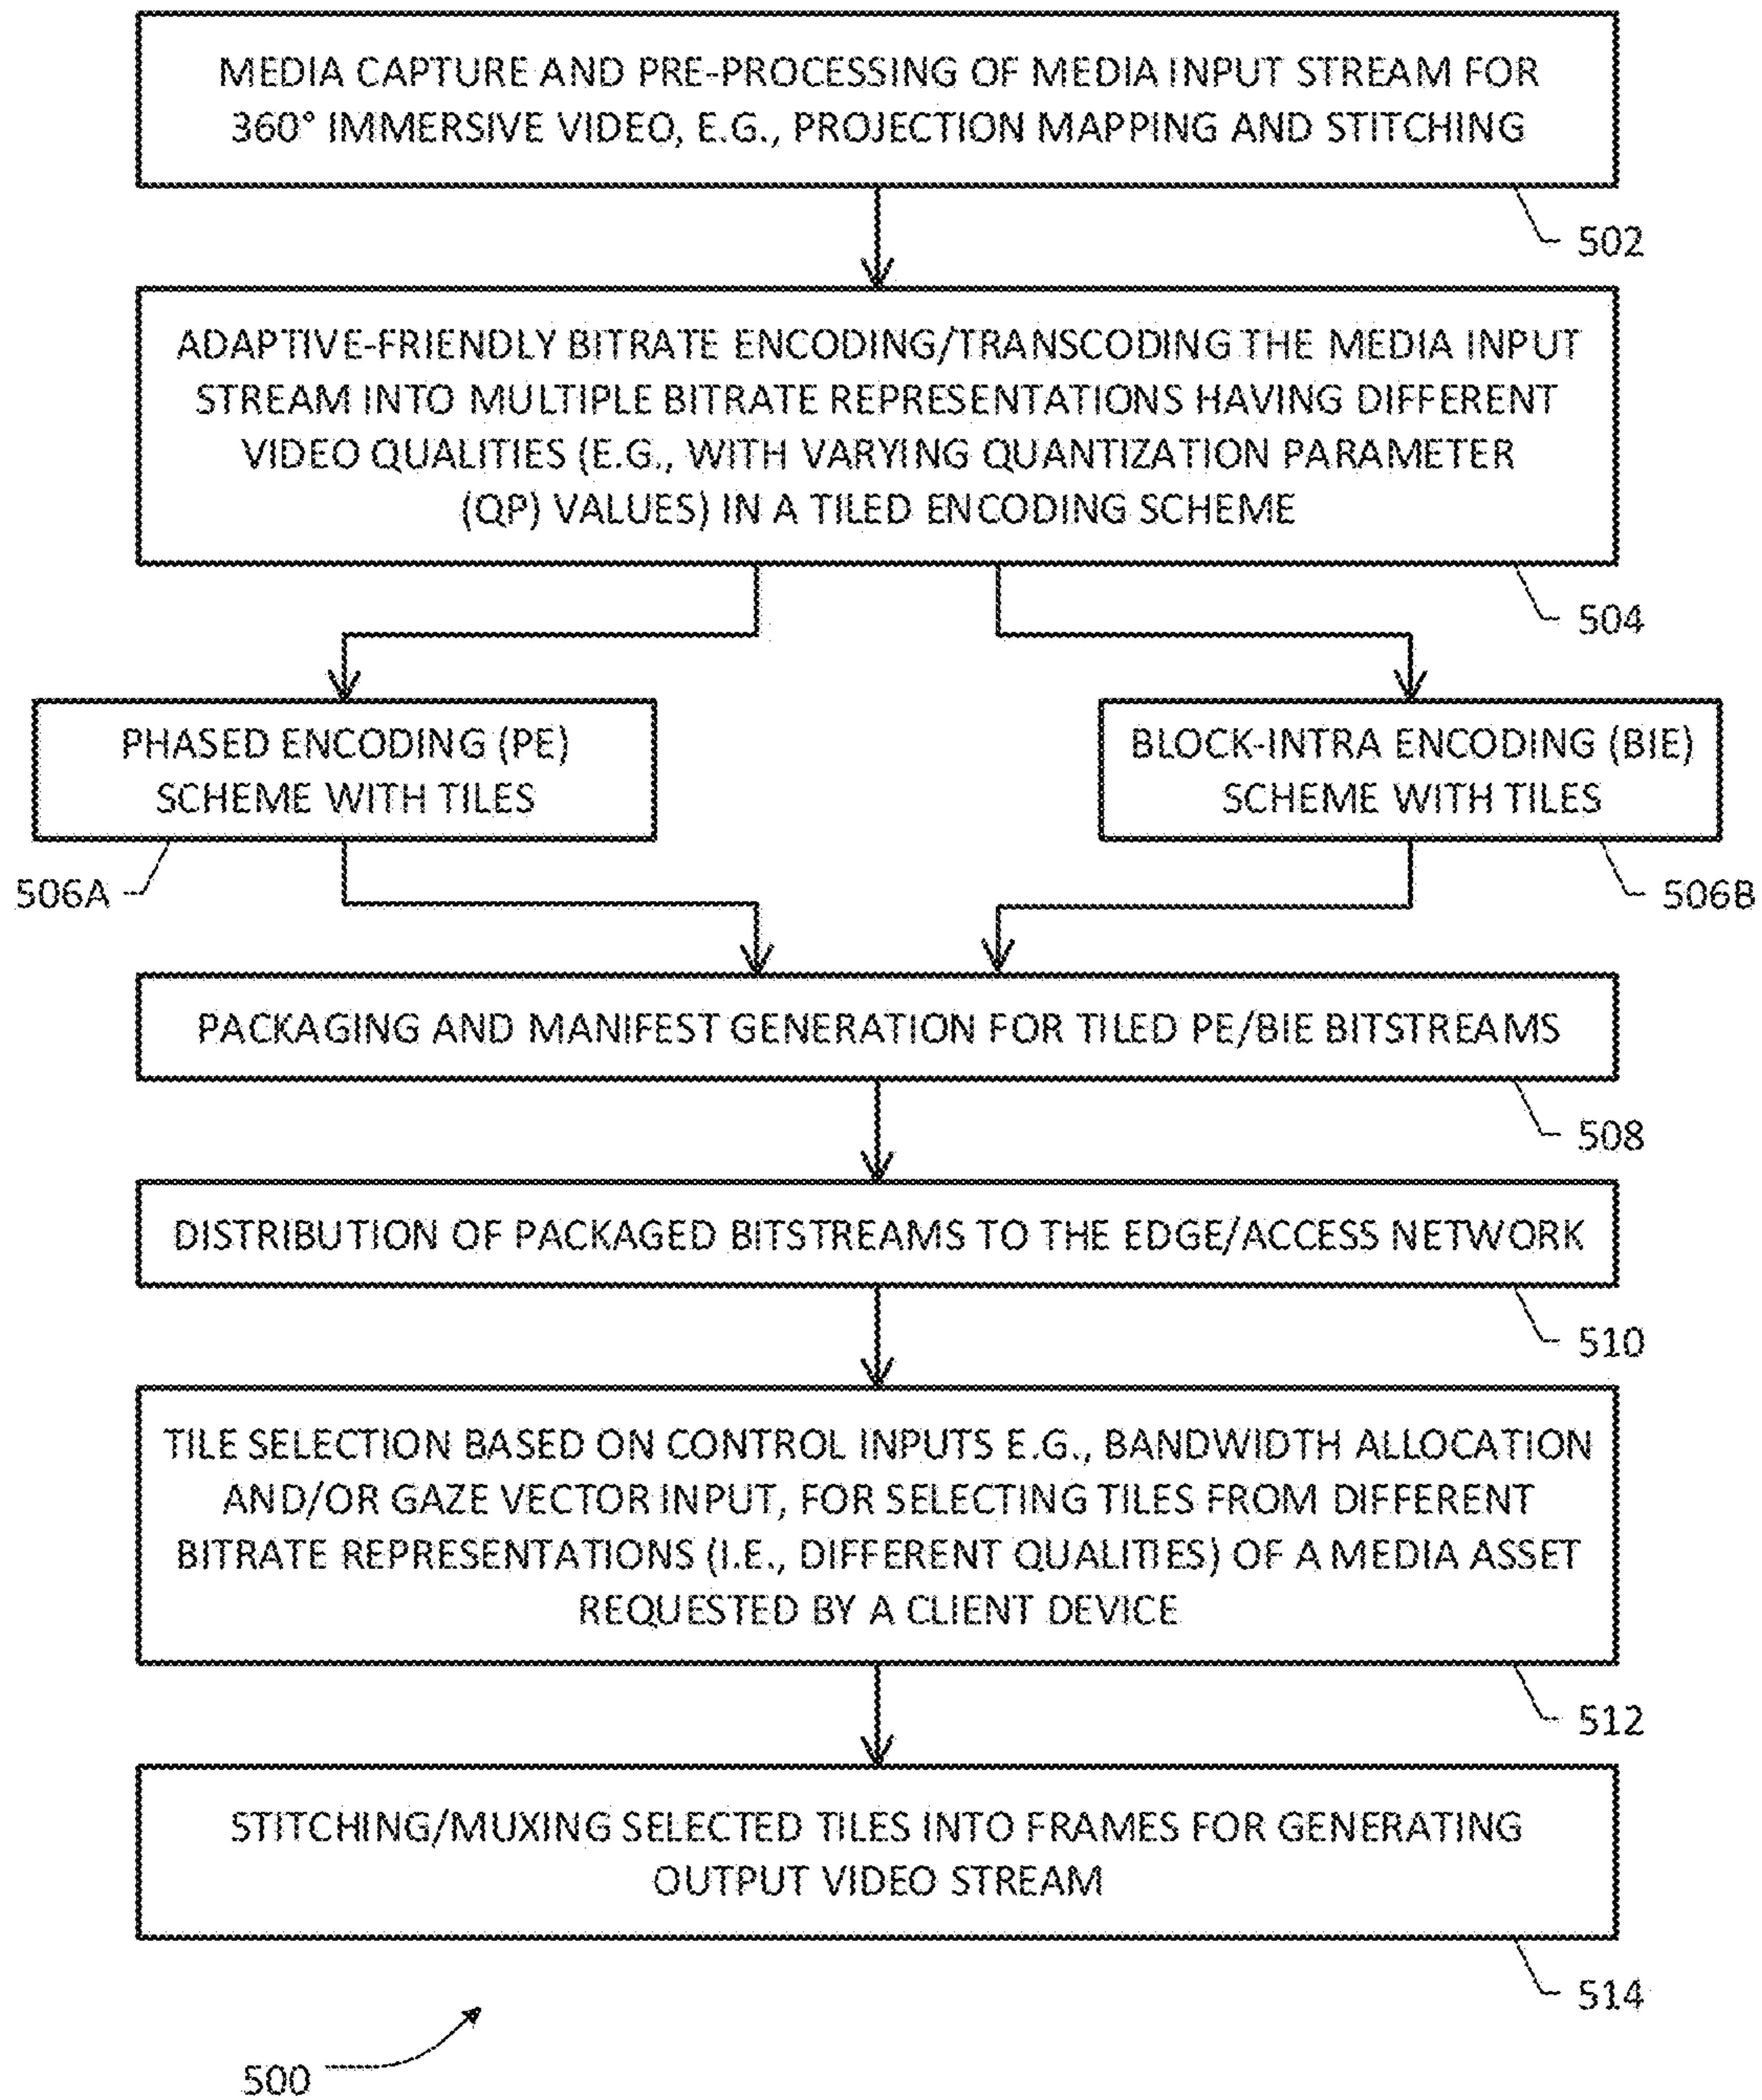 MEDIA CAPTURE AND PRE-PROCESSING OF MEDIA INPUT STREAM FOR
360° IMMERSIVE VIDEO, E.G., PROJECTION MAPPING AND STITCHING
502
ADAPTIVE-FRIENDLY BITRATE ENCODING/TRANSCODING THE MEDIA INPUT
STREAM INTO MULTIPLE BITRATE REPRESENTATIONS HAVING DIFFERENT
VIDEO QUALITIES (E.G., WITH VARYING QUANTIZATION PARAMETER
(QP) VALUES) IN A TILED ENCODING SCHEME
504
PHASED ENCODING (PE)
SCHEME WITH TILES
506A
BLOCK-INTRA ENCODING (BIE)
SCHEME WITH TILES
506B
PACKAGING AND MANIFEST GENERATION FOR TILED PE/BIE BITSTREAMS
508
DISTRIBUTION OF PACKAGED BITSTREAMS TO THE EDGE/ACCESS NETWORK
510
TILE SELECTION BASED ON CONTROL INPUTS E.G., BANDWIDTH ALLOCATION
AND/OR GAZE VECTOR INPUT, FOR SELECTING TILES FROM DIFFERENT
BITRATE REPRESENTATIONS (I.E., DIFFERENT QUALITIES) OF A MEDIA ASSET
REQUESTED BY A CLIENT DEVICE
512
STITCHING/MUXING SELECTED TILES INTO FRAMES FOR GENERATING
OUTPUT VIDEO STREAM
514
500